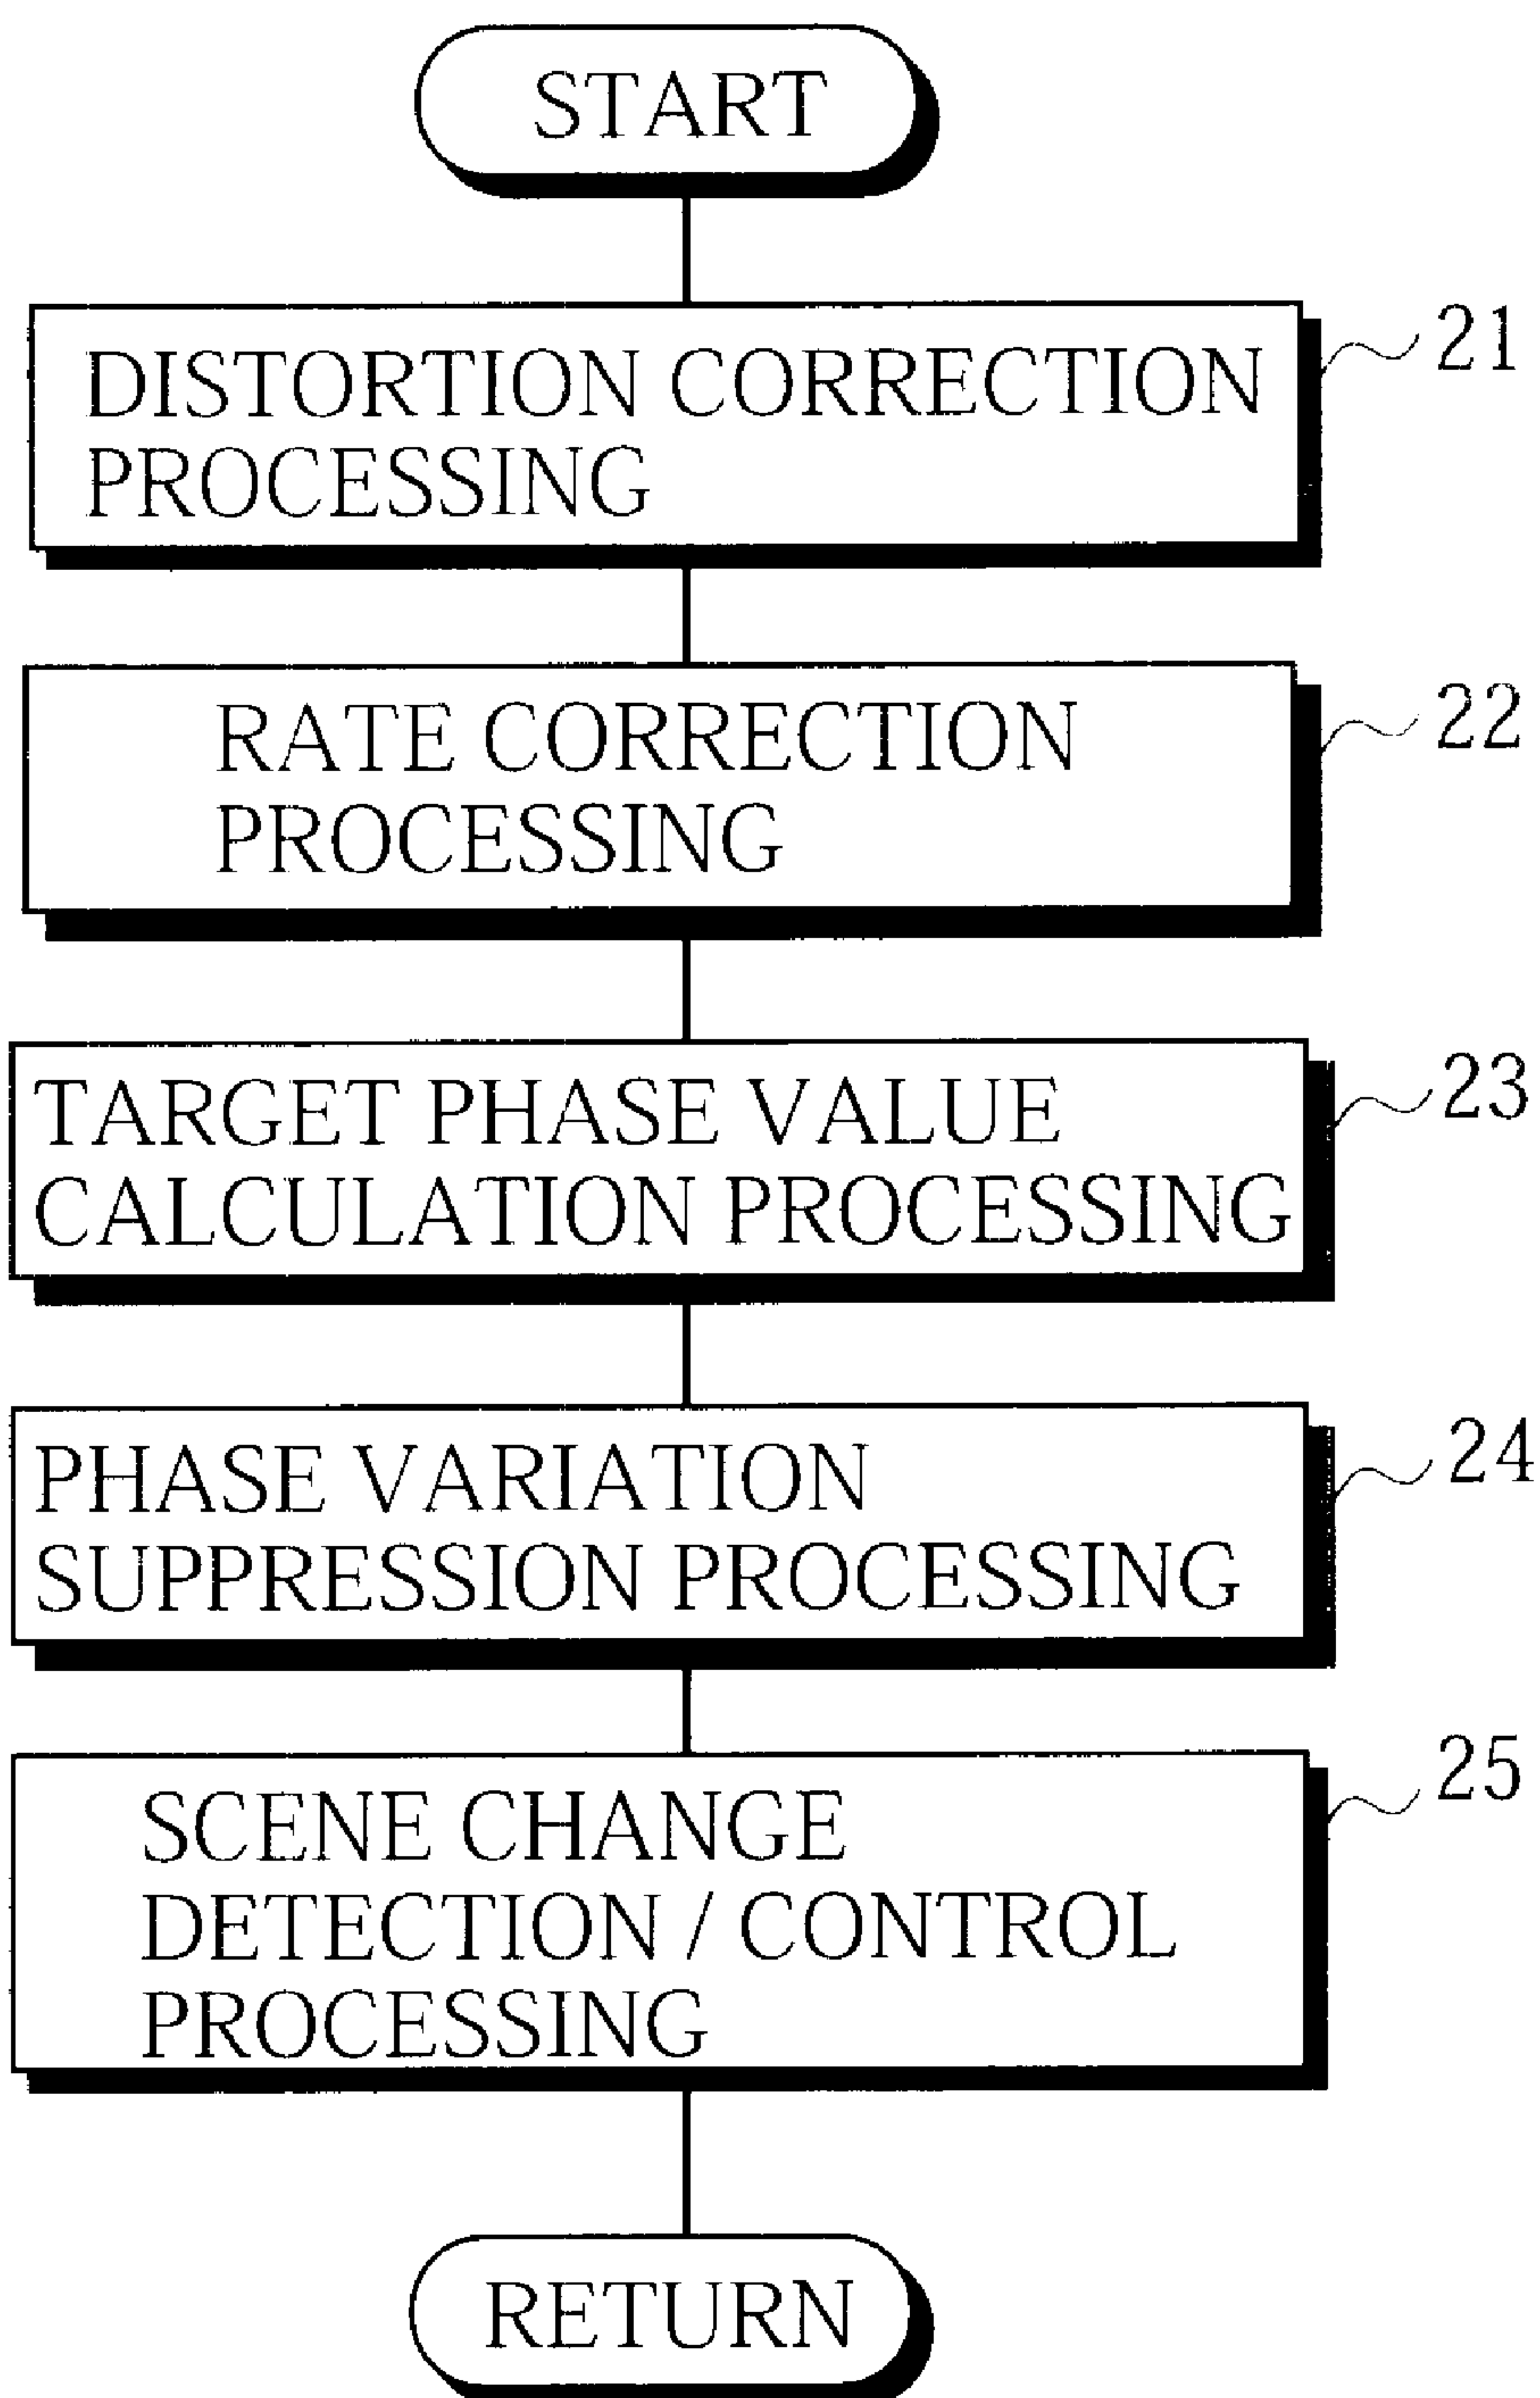 START
DISTORTION CORRECTION
PROCESSING
21
RATE CORRECTION
PROCESSING
22
TARGET PHASE VALUE
CALCULATION PROCESSING
23
PHASE VARIATION
SUPPRESSION PROCESSING
24
SCENE CHANGE
DETECTION / CONTROL
PROCESSING
25
RETURN